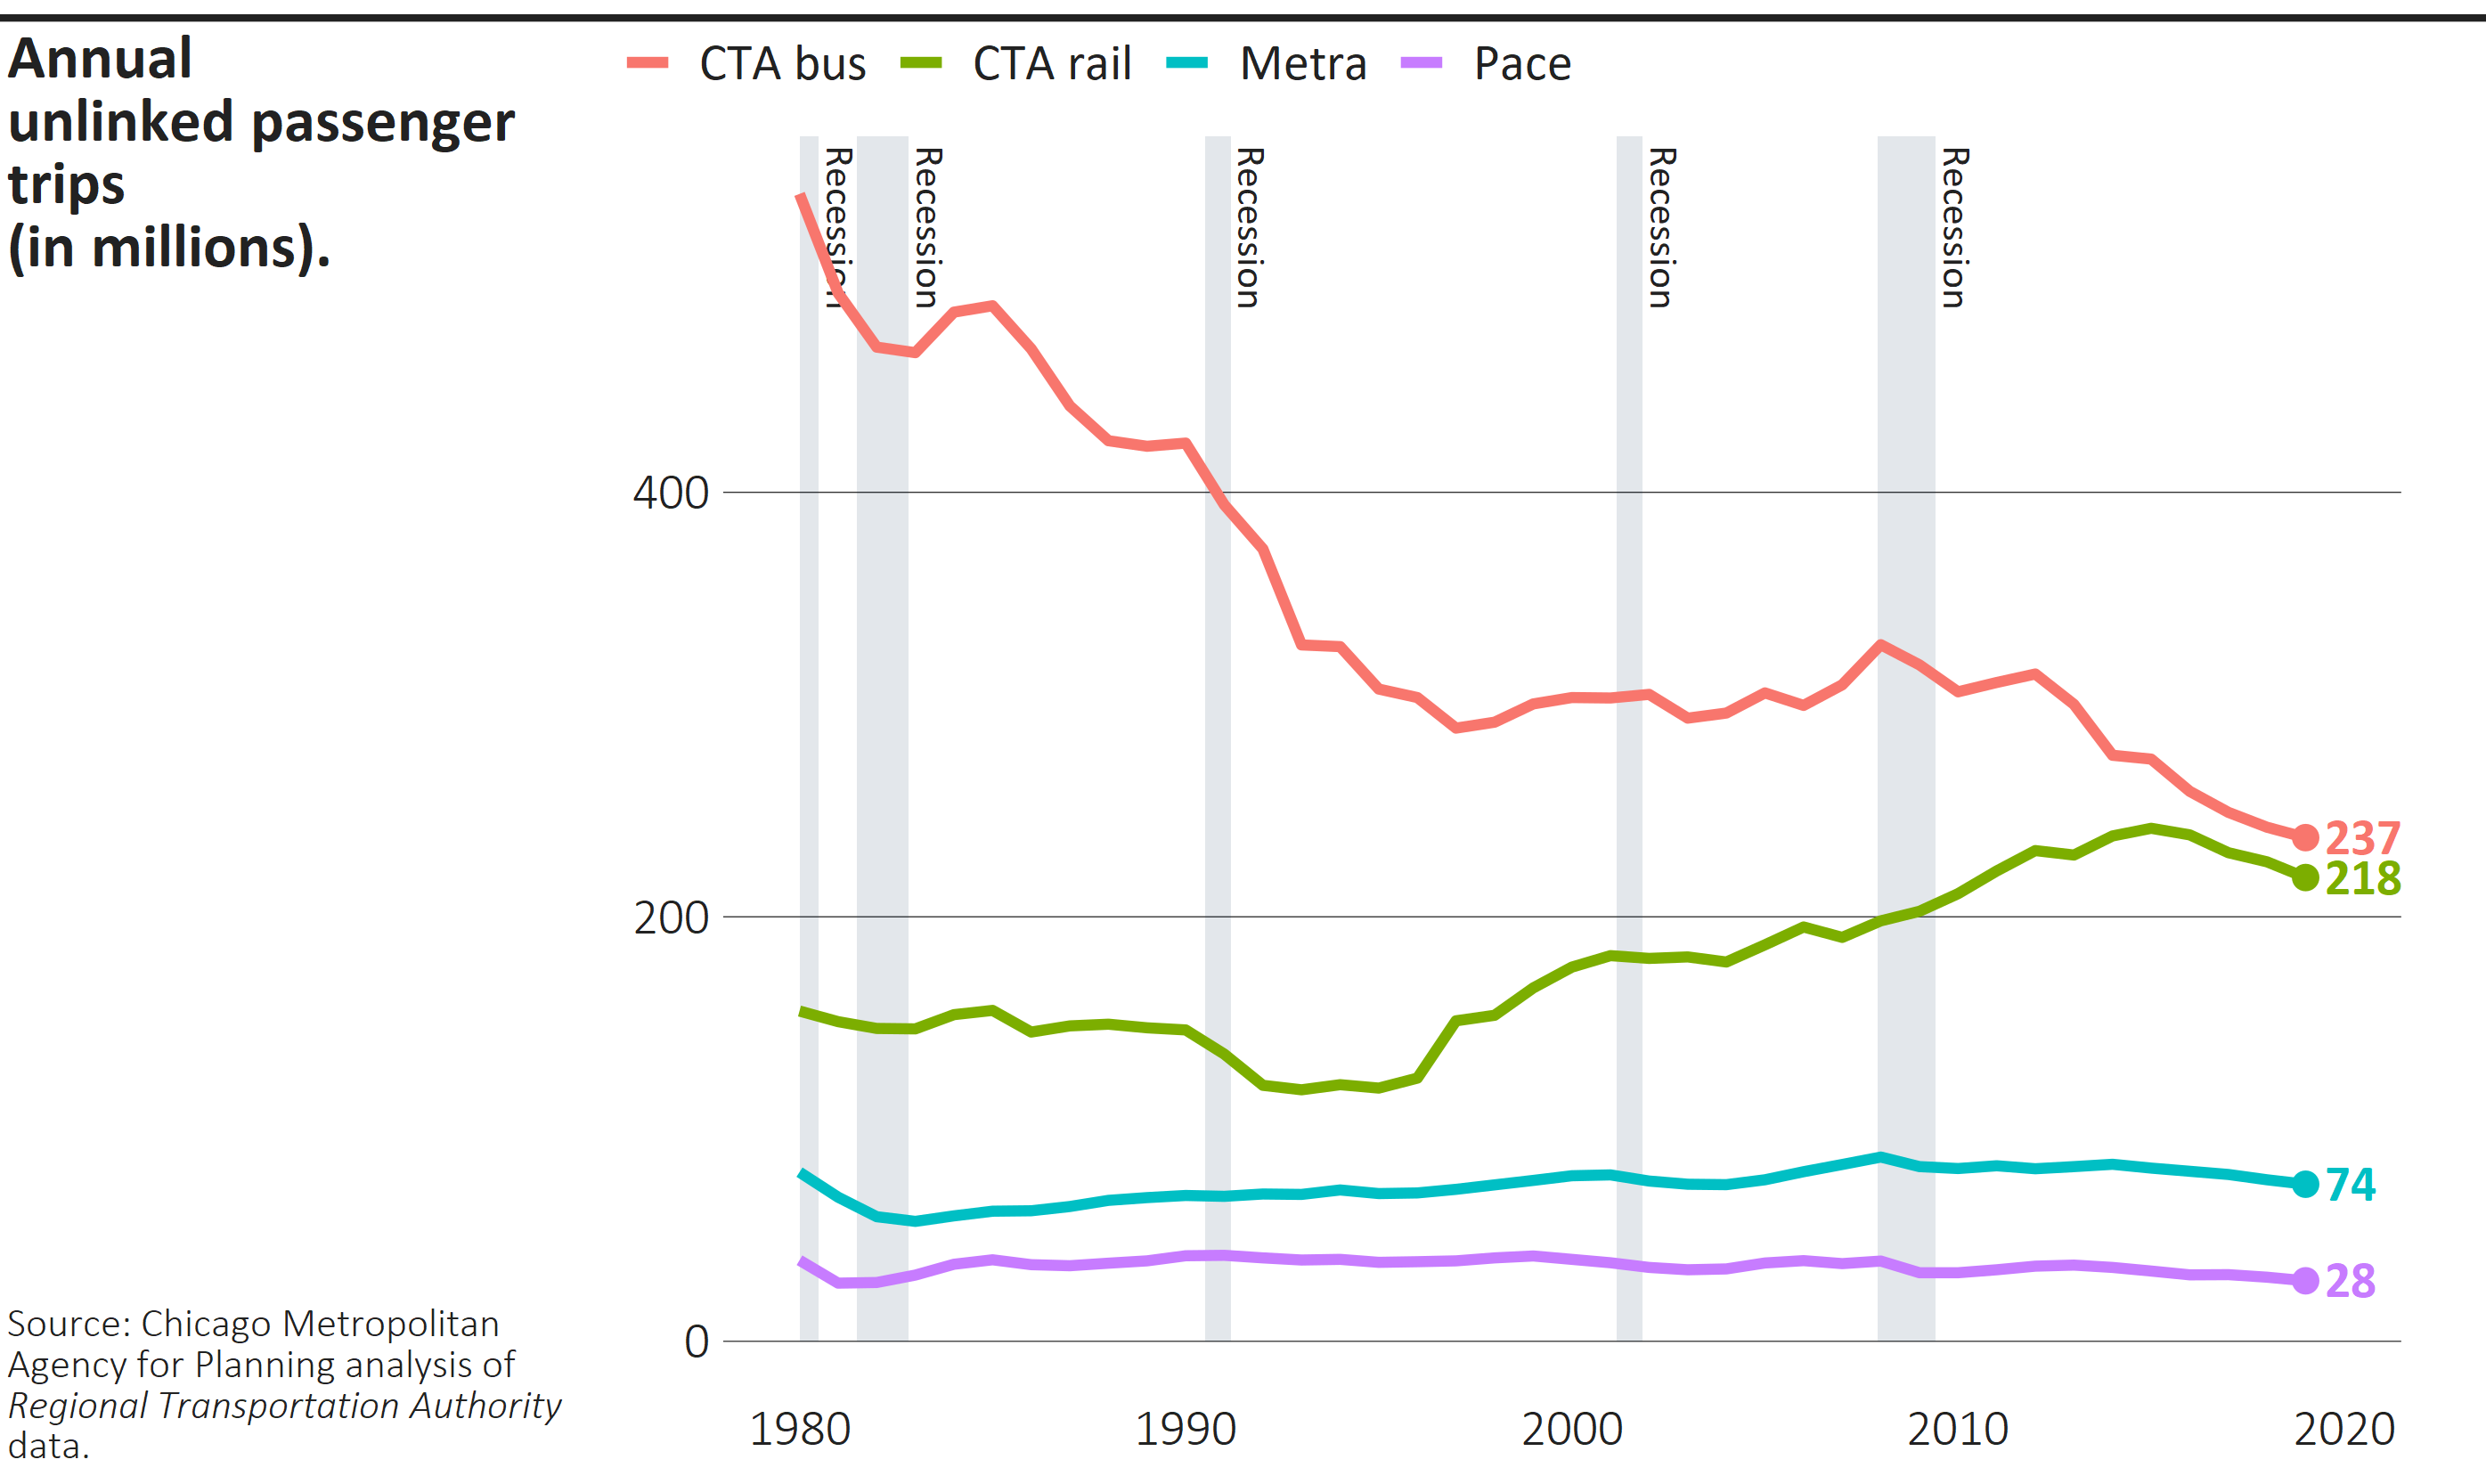 Annual
unlinked passenger
trips
(in millions).
CTA bus CTA rail Metra Pace
Recession
Recession
Recession
Recession
Recession
400
200
0
237
218
74
28
1980 1990 2000 2010 2020
Source: Chicago Metropolitan
Agency for Planning analysis of
Regional Transportation Authority
data.